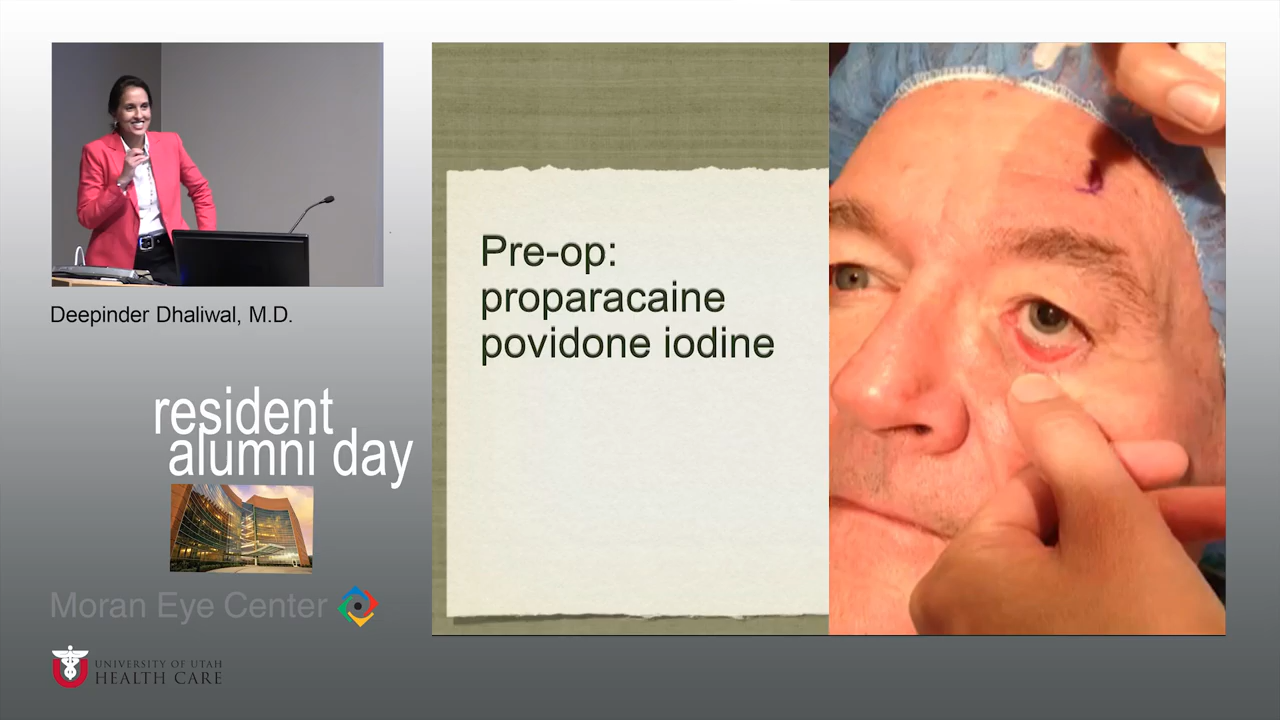 Deepinder Dhaliwal, M.D.
resident
alumni day
Moran Eye Center
UNIVERSITY OF UTAH
HEALTH CARE
Pre-op:
proparacaine
povidone iodine